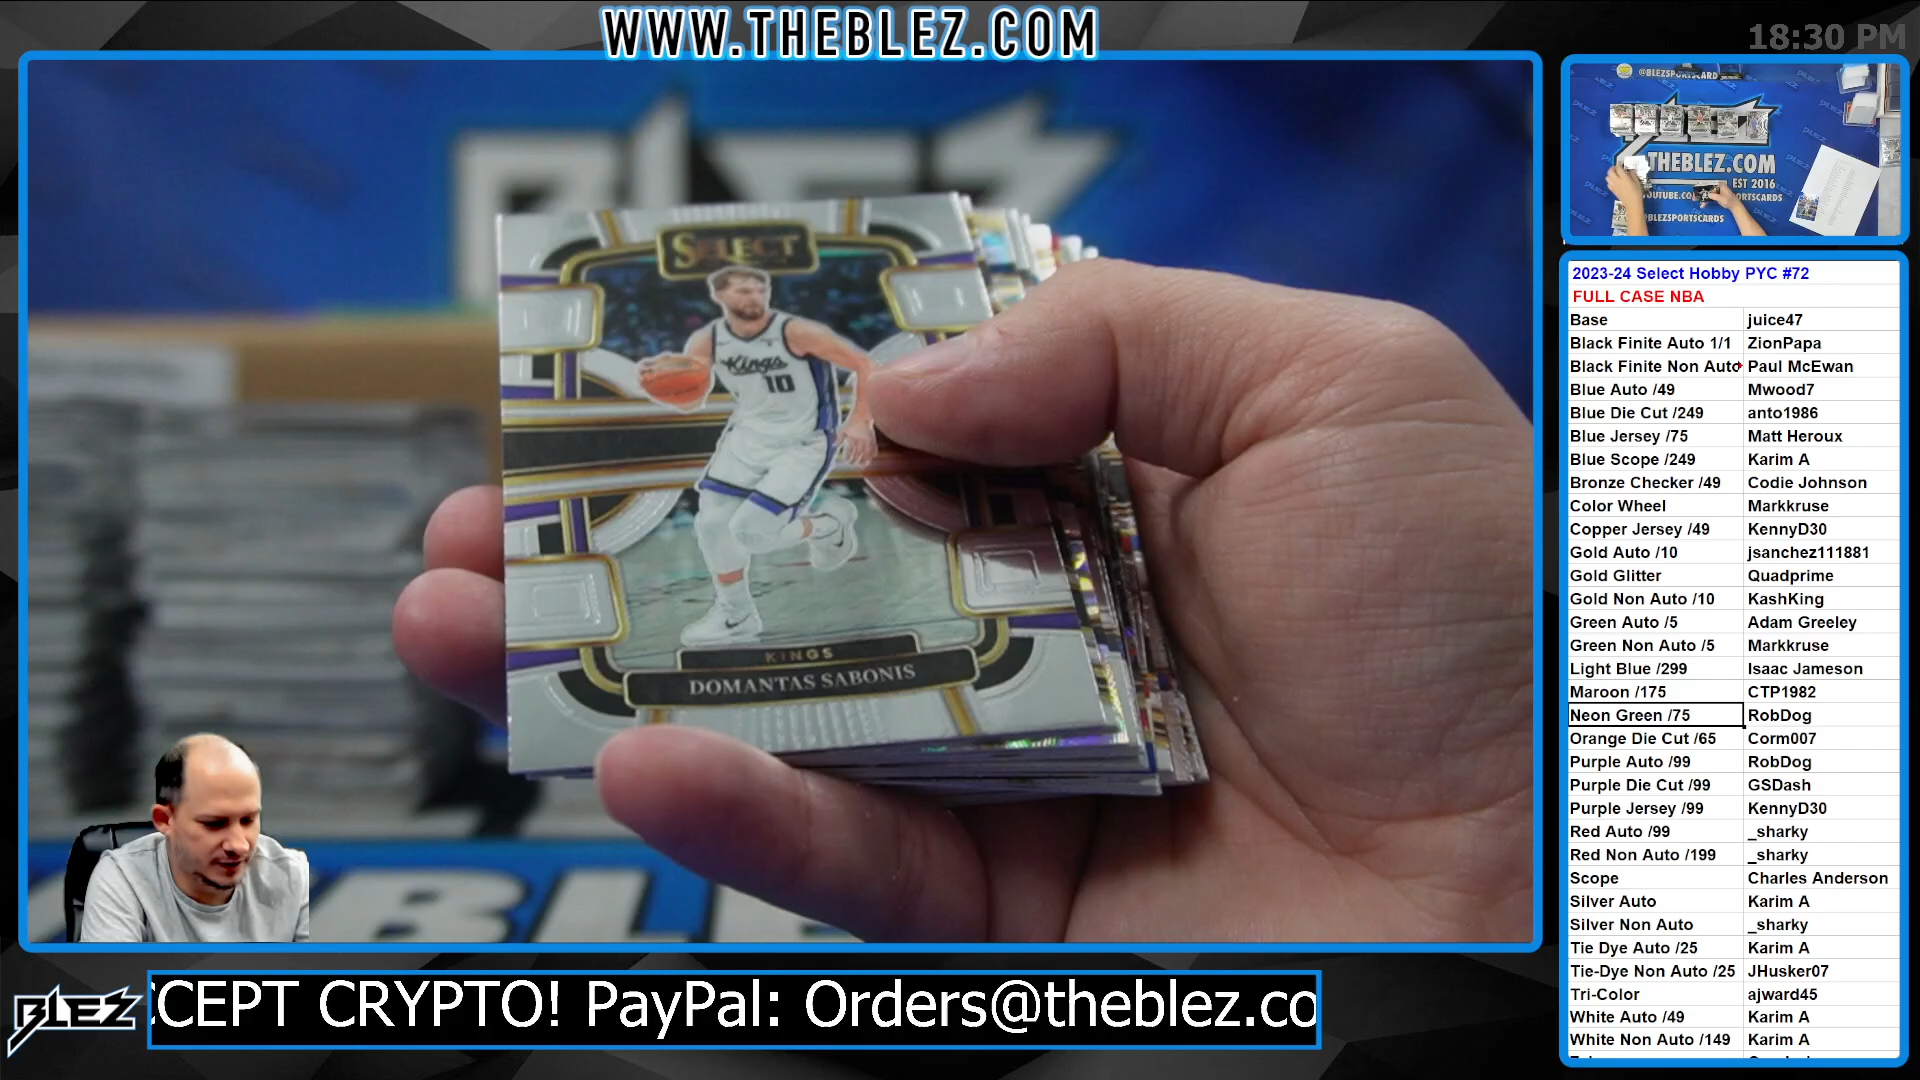 WWW.THEBLEZ.COM
18:30 PM
SELECT
Kings
10
KINGS
DOMANTAS SABONIS
@BLEZSPORTSCARD
THEBLEZ.COM
EST 2016
BLEZSPORTSCARDS
2023-24 Select Hobby PYC #72
FULL CASE NBA
Base juice47
Black Finite Auto 1/1 ZionPapa
Black Finite Non Auto Paul McEwan
Blue Auto /49 Mwood7
Blue Die Cut /249 anto1986
Blue Jersey /75 Matt Heroux
Blue Scope /249 Karim A
Bronze Checker /49 Codie Johnson
Color Wheel Markkruse
Copper Jersey /49 KennyD30
Gold Auto /10 jsanchez111881
Gold Glitter Quadprime
Gold Non Auto /10 KashKing
Green Auto /5 Adam Greeley
Green Non Auto /5 Markkruse
Light Blue /299 Isaac Jameson
Maroon /175 CTP1982
Neon Green /75 RobDog
Orange Die Cut /65 Corm007
Purple Auto /99 RobDog
Purple Die Cut /99 GSDash
Purple Jersey /99 KennyD30
Red Auto /99 _sharky
Red Non Auto /199 _sharky
Scope Charles Anderson
Silver Auto Karim A
Silver Non Auto _sharky
Tie Dye Auto /25 Karim A
Tie-Dye Non Auto /25 JHusker07
Tri-Color ajward45
White Auto /49 Karim A
White Non Auto /149 Karim A
BLEZ
CCEPT CRYPTO! PayPal: Orders@theblez.co